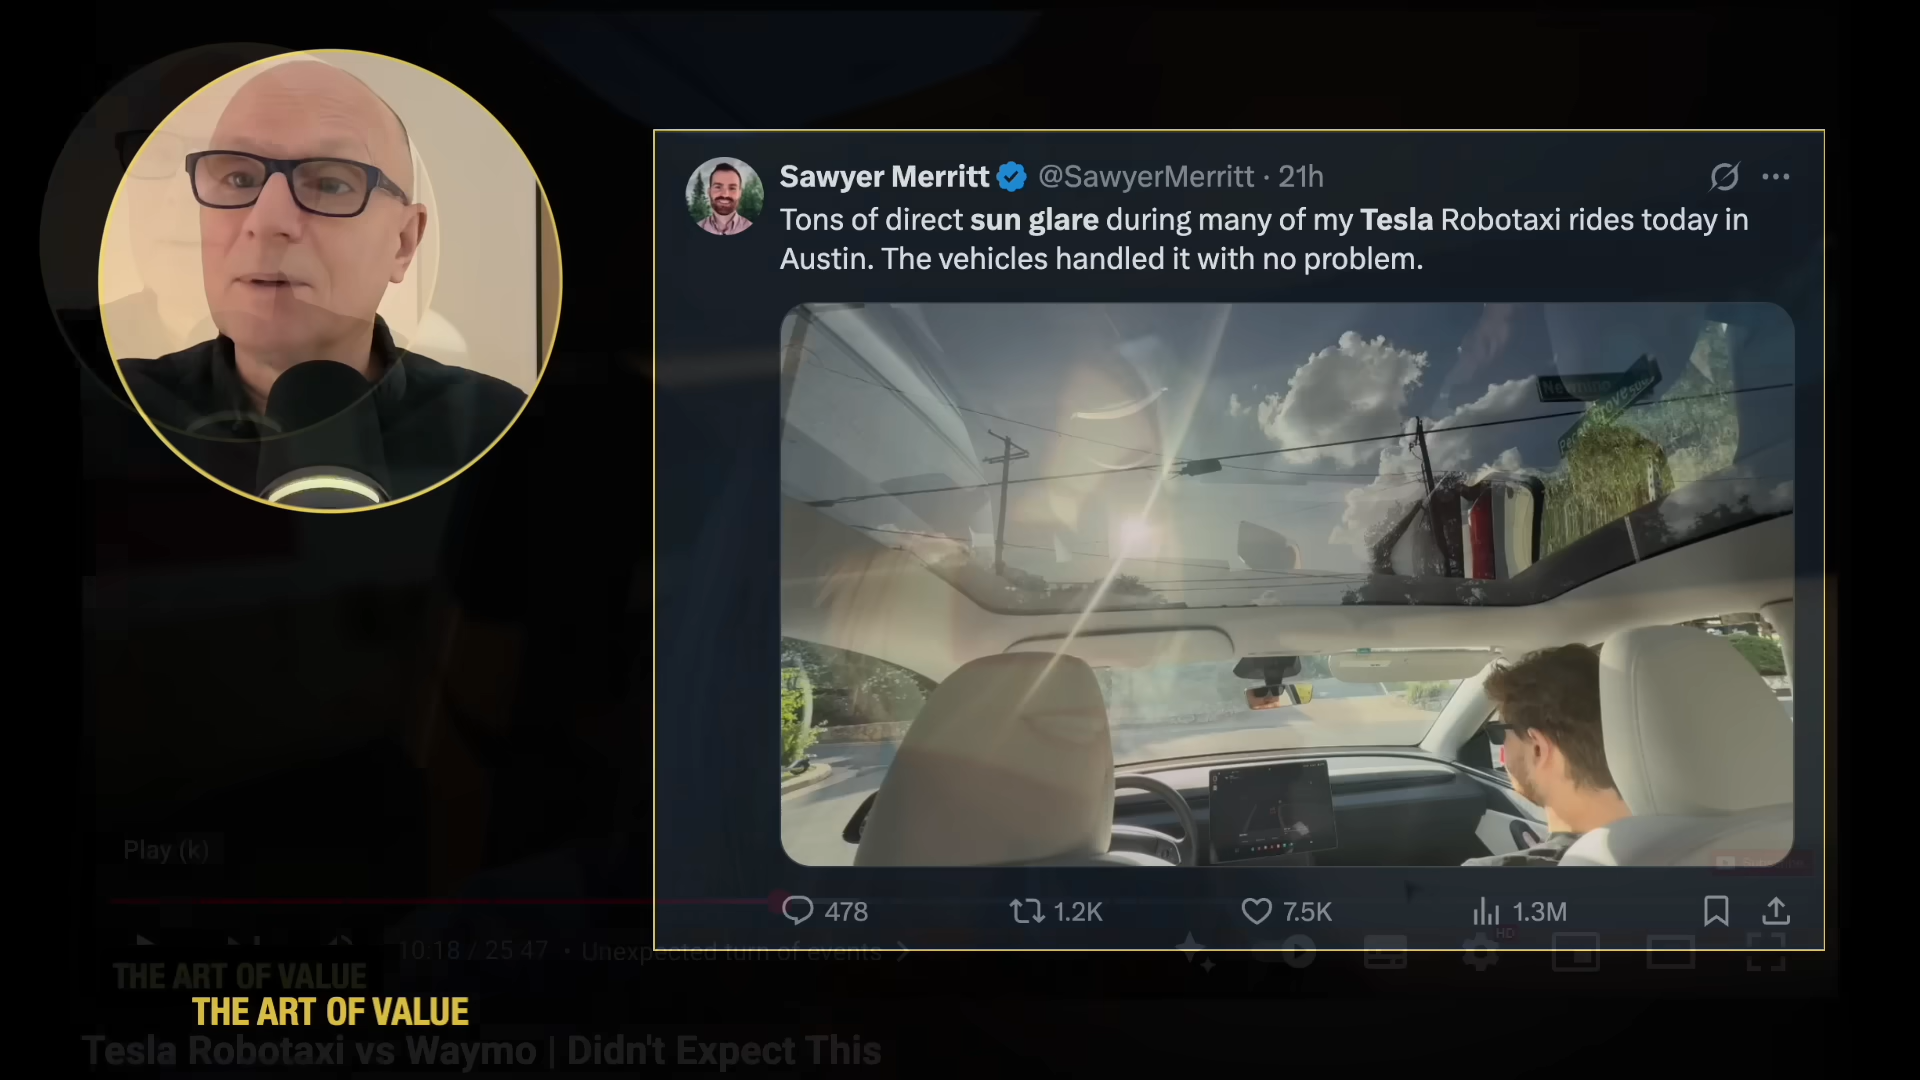 Sawyer Merritt @SawyerMerritt · 21h
Tons of direct sun glare during many of my Tesla Robotaxi rides today in
Austin. The vehicles handled it with no problem.
Play (k)
478 1.2K 7.5K 1.3M
HD
10:18 / 25:47 • Unexpected turn of events
THE ART OF VALUE
THE ART OF VALUE
Tesla Robotaxi vs Waymo | Didn't Expect This